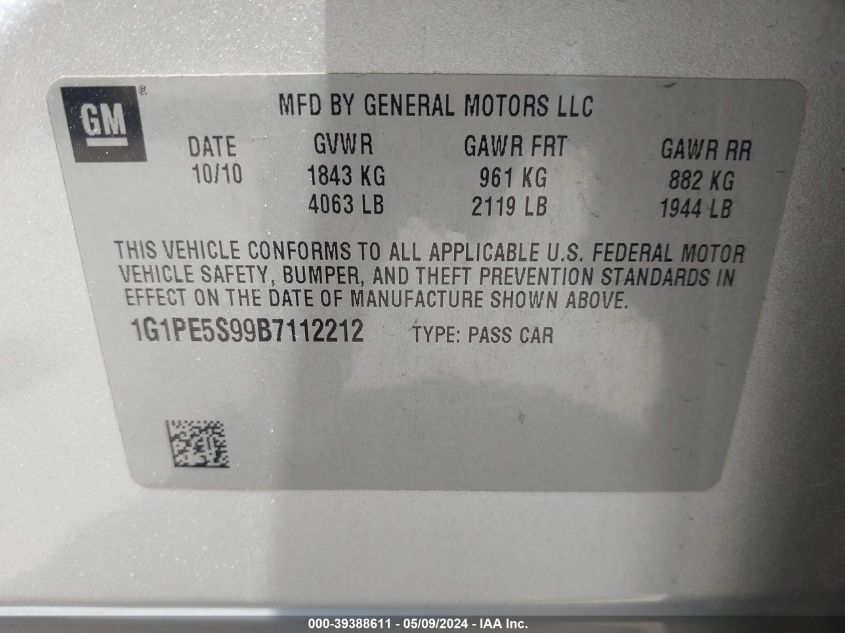 GM®
MFD BY GENERAL MOTORS LLC
DATE GVWR GAWR FRT GAWR RR
10/10 1843 KG 961 KG 882 KG
4063 LB 2119 LB 1944 LB
THIS VEHICLE CONFORMS TO ALL APPLICABLE U.S. FEDERAL MOTOR
VEHICLE SAFETY, BUMPER, AND THEFT PREVENTION STANDARDS IN
EFFECT ON THE DATE OF MANUFACTURE SHOWN ABOVE.
1G1PE5S99B7112212 TYPE: PASS CAR
000-39388611 - 05/09/2024 - IAA Inc.